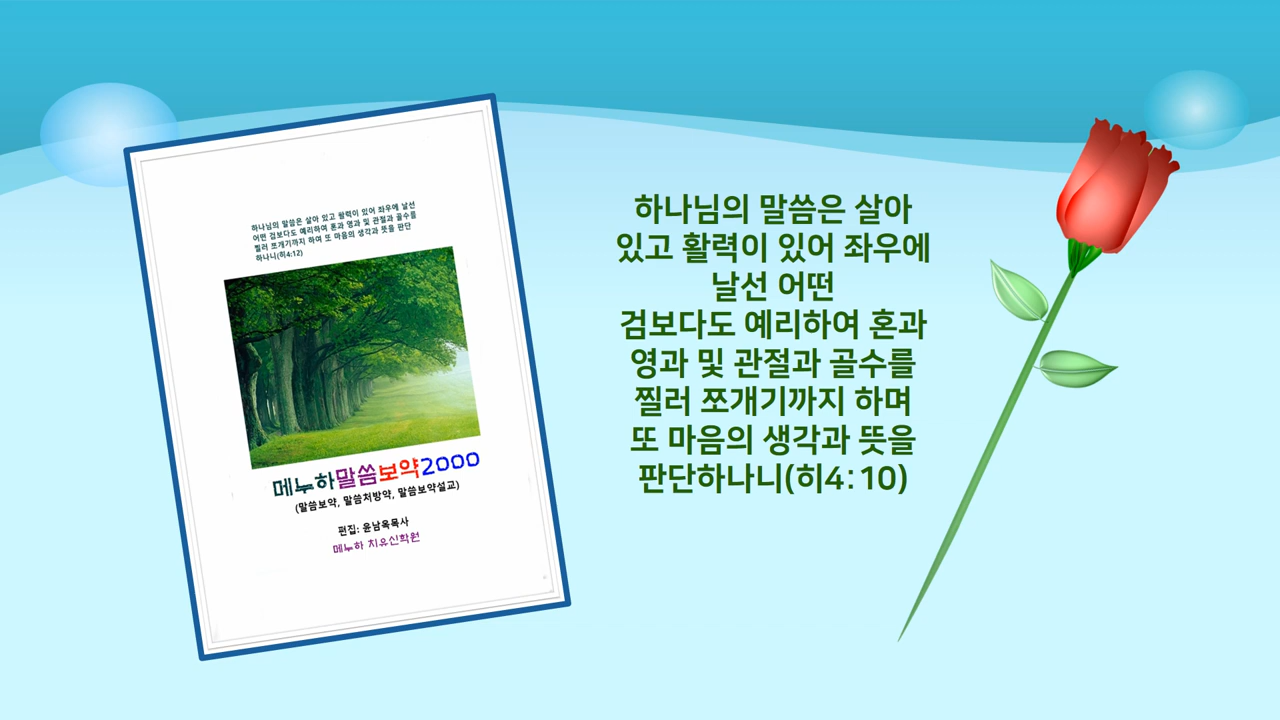 하나님의 말씀은 살아 있고 활력이 있어 좌우에 날선
어떤 검보다도 예리하여 혼과 영과 및 관절과 골수를
찔러 쪼개기까지 하여 또 마음의 생각과 뜻을 판단
하나니(히4:12)
메누하말씀보약2000
(말씀보약, 말씀처방약, 말씀보약설교)
편집: 윤남옥목사
메누하 치유신학원
하나님의 말씀은 살아
있고 활력이 있어 좌우에
날선 어떤
검보다도 예리하여 혼과
영과 및 관절과 골수를
찔러 쪼개기까지 하며
또 마음의 생각과 뜻을
판단하나니(히4:10)